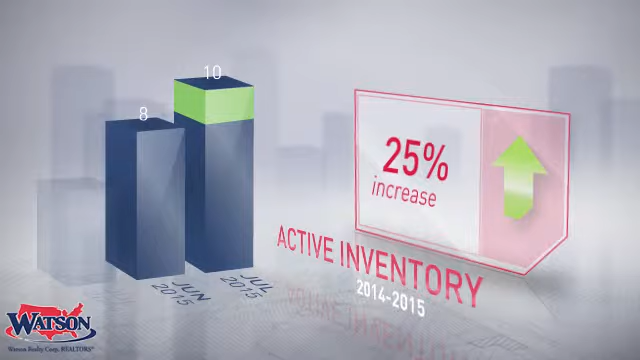 8
10
JUN
2015
JUL
2015
25%
increase
ACTIVE INVENTORY
2014-2015
WATSON
Watson Realty Corp. REALTORS®